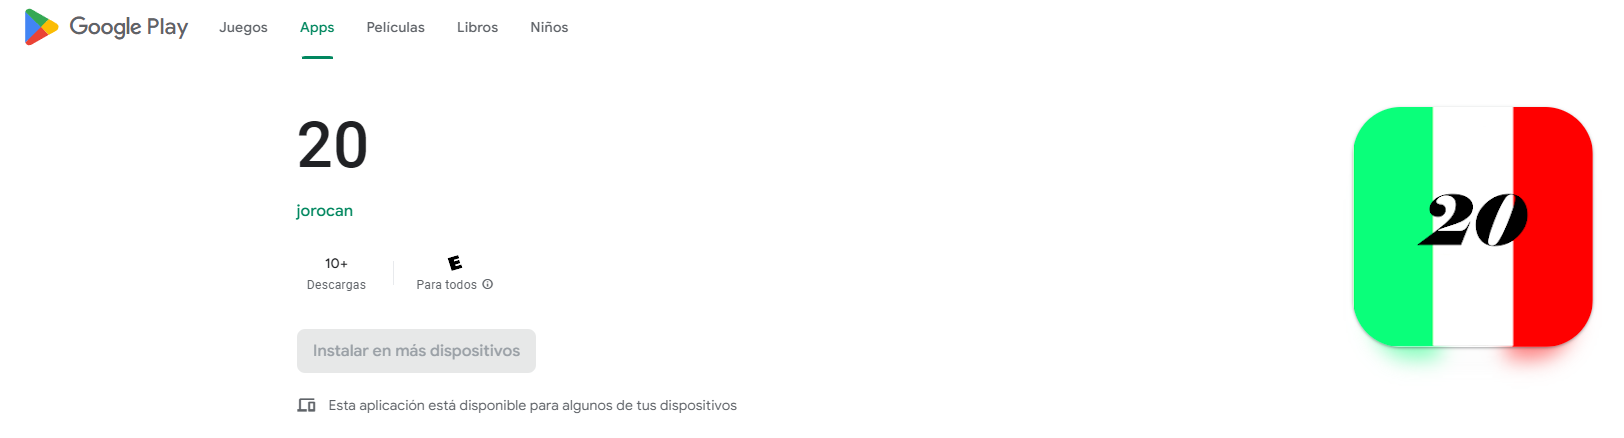 Google Play Juegos Apps Películas Libros Niños
20
jorocan
10+
Descargas
E
Para todos
Instalar en más dispositivos
Esta aplicación está disponible para algunos de tus dispositivos
20